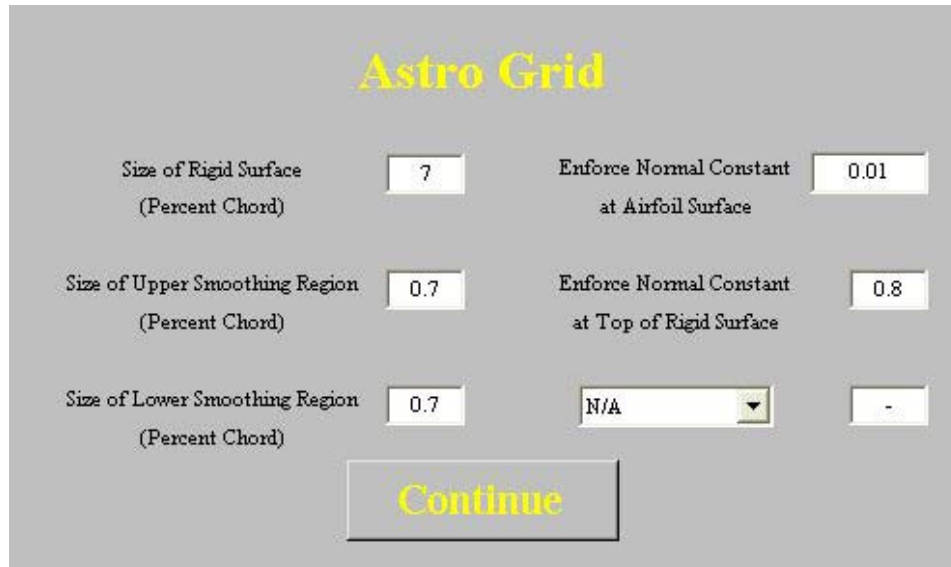 Astro Grid
Size of Rigid Surface
(Percent Chord)
7
Enforce Normal Constant
at Airfoil Surface
0.01
Size of Upper Smoothing Region
(Percent Chord)
0.7
Enforce Normal Constant
at Top of Rigid Surface
0.8
Size of Lower Smoothing Region
(Percent Chord)
0.7
N/A
-
Continue